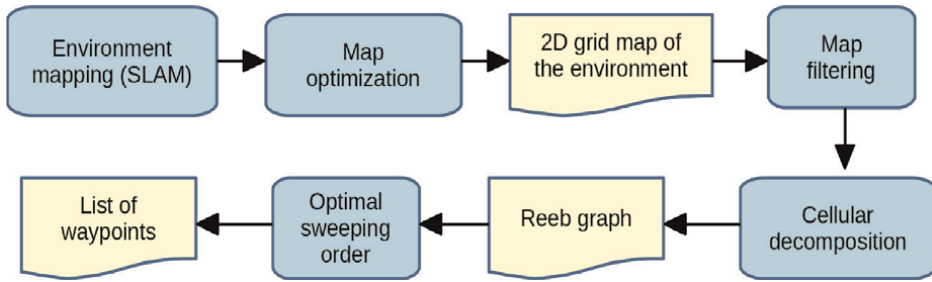 Environment
mapping (SLAM)
Map
optimization
2D grid map of
the environment
Map
filtering
Cellular
decomposition
Reeb graph
Optimal
sweeping
order
List of
waypoints